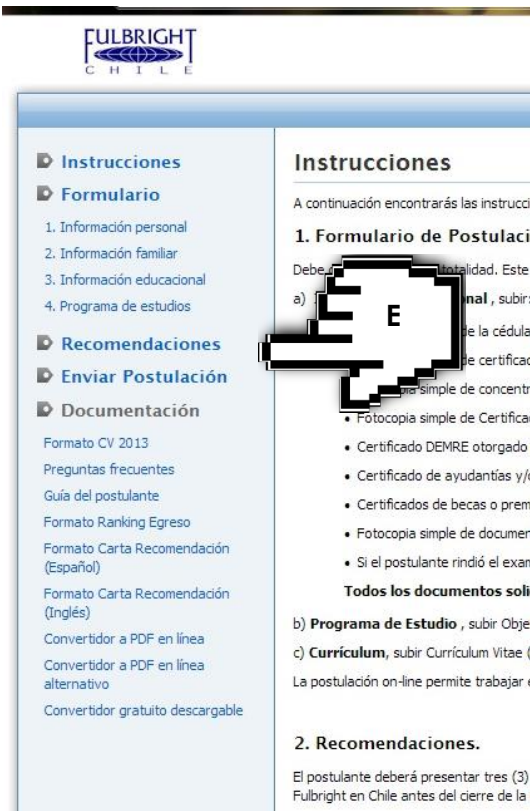 FULBRIGHT
CHILE
Instrucciones
Formulario
1. Información personal
2. Información familiar
3. Información educacional
4. Programa de estudios
Recomendaciones
Enviar Postulación
Documentación
Formato CV 2013
Preguntas frecuentes
Guía del postulante
Formato Ranking Egreso
Formato Carta Recomendación
(Español)
Formato Carta Recomendación
(Inglés)
Convertidor a PDF en línea
Convertidor a PDF en línea
alternativo
Convertidor gratuito descargable
Instrucciones
A continuación encontrarás las instrucci
1. Formulario de Postulaci
Debe totalidad. Este
a) nal , subir:
E
de la cédula
de certificad
simple de concentr
• Fotocopia simple de Certifica
• Certificado DEMRE otorgado
• Certificado de ayudantías y/
• Certificados de becas o prem
• Fotocopia simple de documen
• Si el postulante rindió el exam
Todos los documentos soli
b) Programa de Estudio , subir Obje
c) Currículum, subir Currículum Vitae (
La postulación on-line permite trabajar e
2. Recomendaciones.
El postulante deberá presentar tres (3)
Fulbright en Chile antes del cierre de la